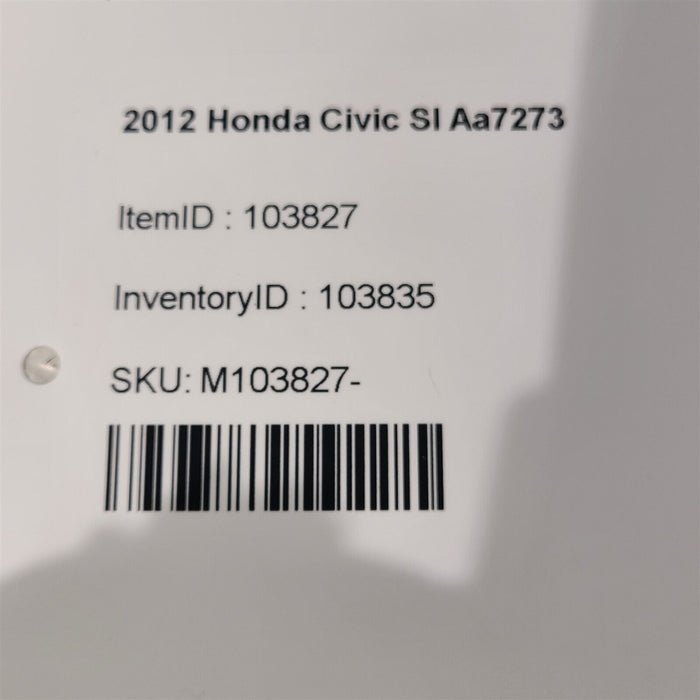 2012 Honda Civic SI Aa7273
ItemID : 103827
InventoryID : 103835
SKU: M103827-